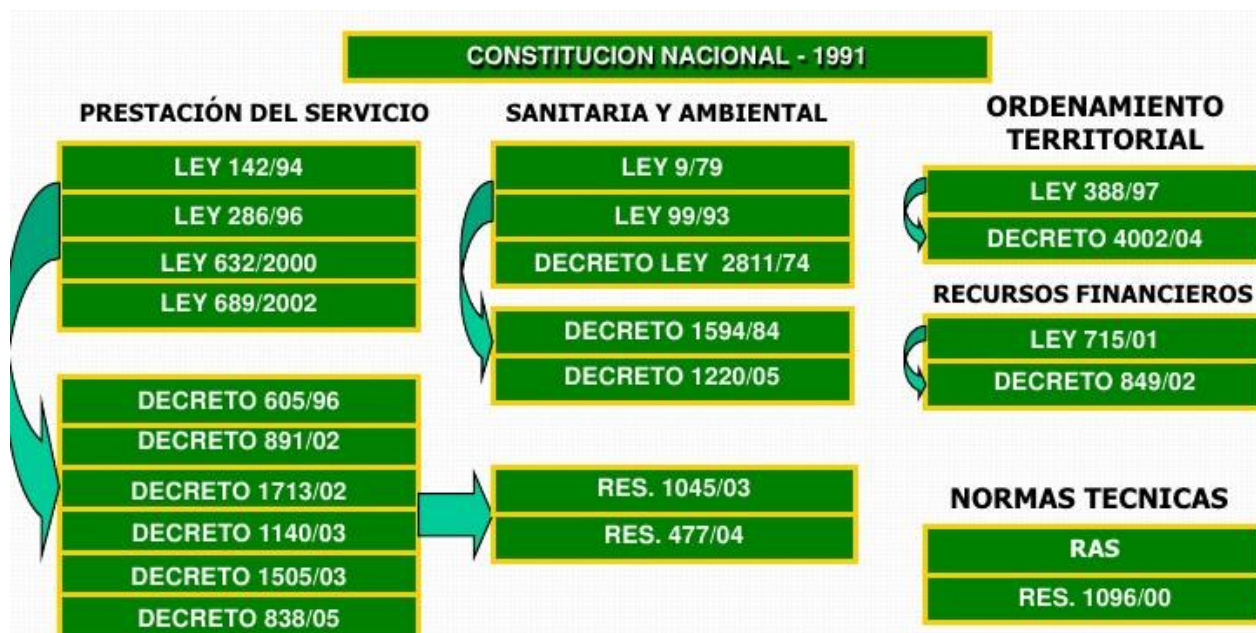 CONSTITUCION NACIONAL - 1991
PRESTACIÓN DEL SERVICIO
LEY 142/94
LEY 286/96
LEY 632/2000
LEY 689/2002
DECRETO 605/96
DECRETO 891/02
DECRETO 1713/02
DECRETO 1140/03
DECRETO 1505/03
DECRETO 838/05
SANITARIA Y AMBIENTAL
LEY 9/79
LEY 99/93
DECRETO LEY 2811/74
DECRETO 1594/84
DECRETO 1220/05
RES. 1045/03
RES. 477/04
ORDENAMIENTO
TERRITORIAL
LEY 388/97
DECRETO 4002/04
RECURSOS FINANCIEROS
LEY 715/01
DECRETO 849/02
NORMAS TECNICAS
RAS
RES. 1096/00